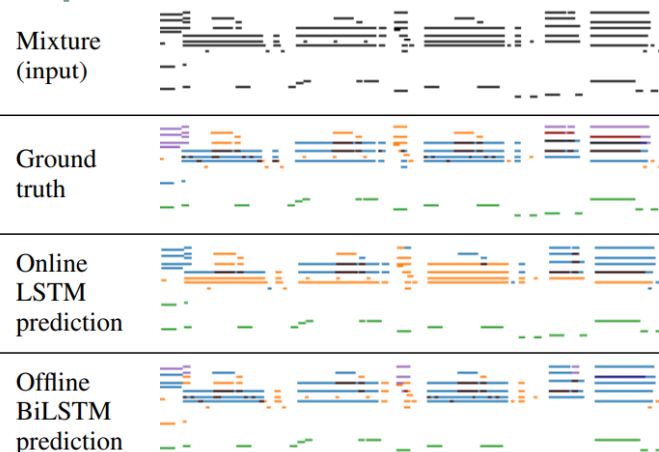 Mixture
(input)
Ground
truth
Online
LSTM
prediction
Offline
BiLSTM
prediction